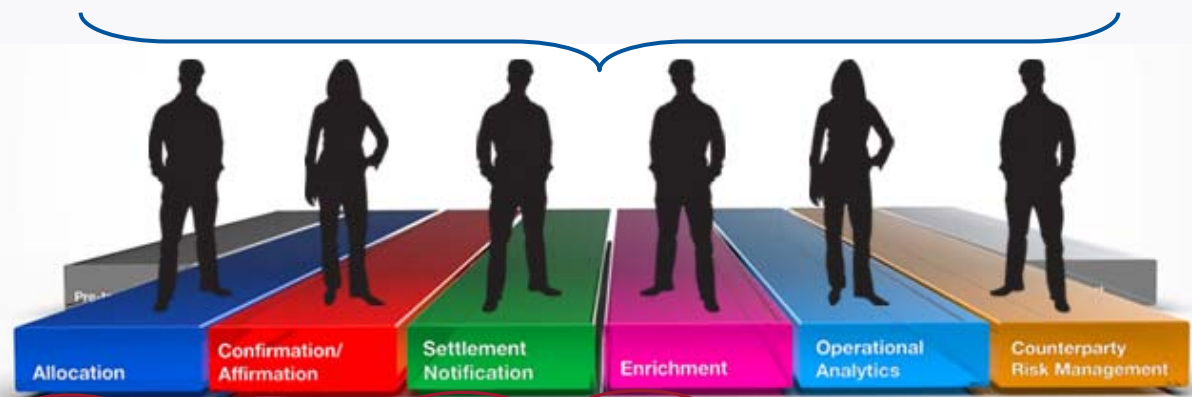 Allocation
Confirmation/
Affirmation
Settlement
Notification
Enrichment
Operational
Analytics
Counterparty
Risk Management